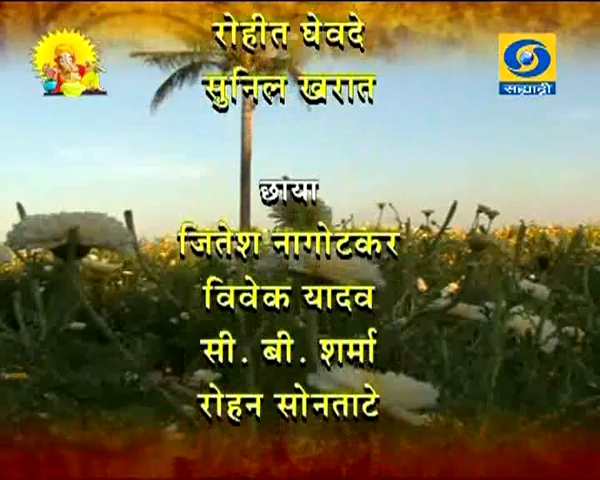 रोहीत घेवदे
सुनिल खरात
सह्याद्री
छाया
जितेश नागोटकर
विवेक यादव
सी. बी. शर्मा
रोहन सोनताटे